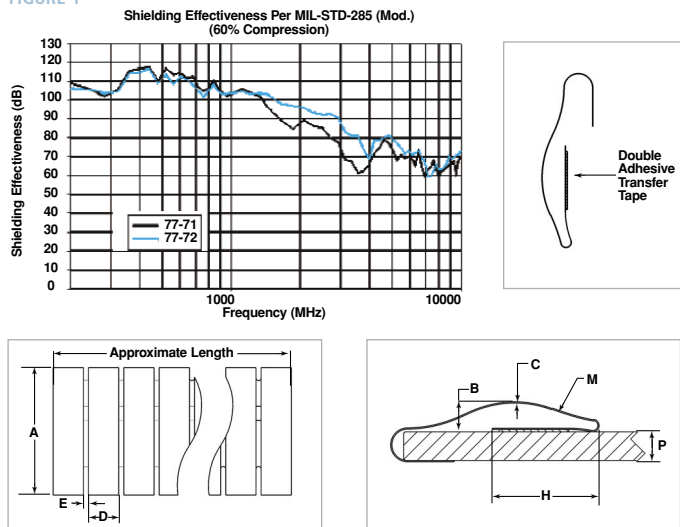 FIGURE 1
Shielding Effectiveness Per MIL-STD-285 (Mod.)
(60% Compression)
Shielding Effectiveness (dB)
130
120
110
100
90
80
70
60
50
40
30
20
10
0
77-71
77-72
1000
10000
Frequency (MHz)
Double
Adhesive
Transfer
Tape
Approximate Length
A
E
D
C
B
M
P
H